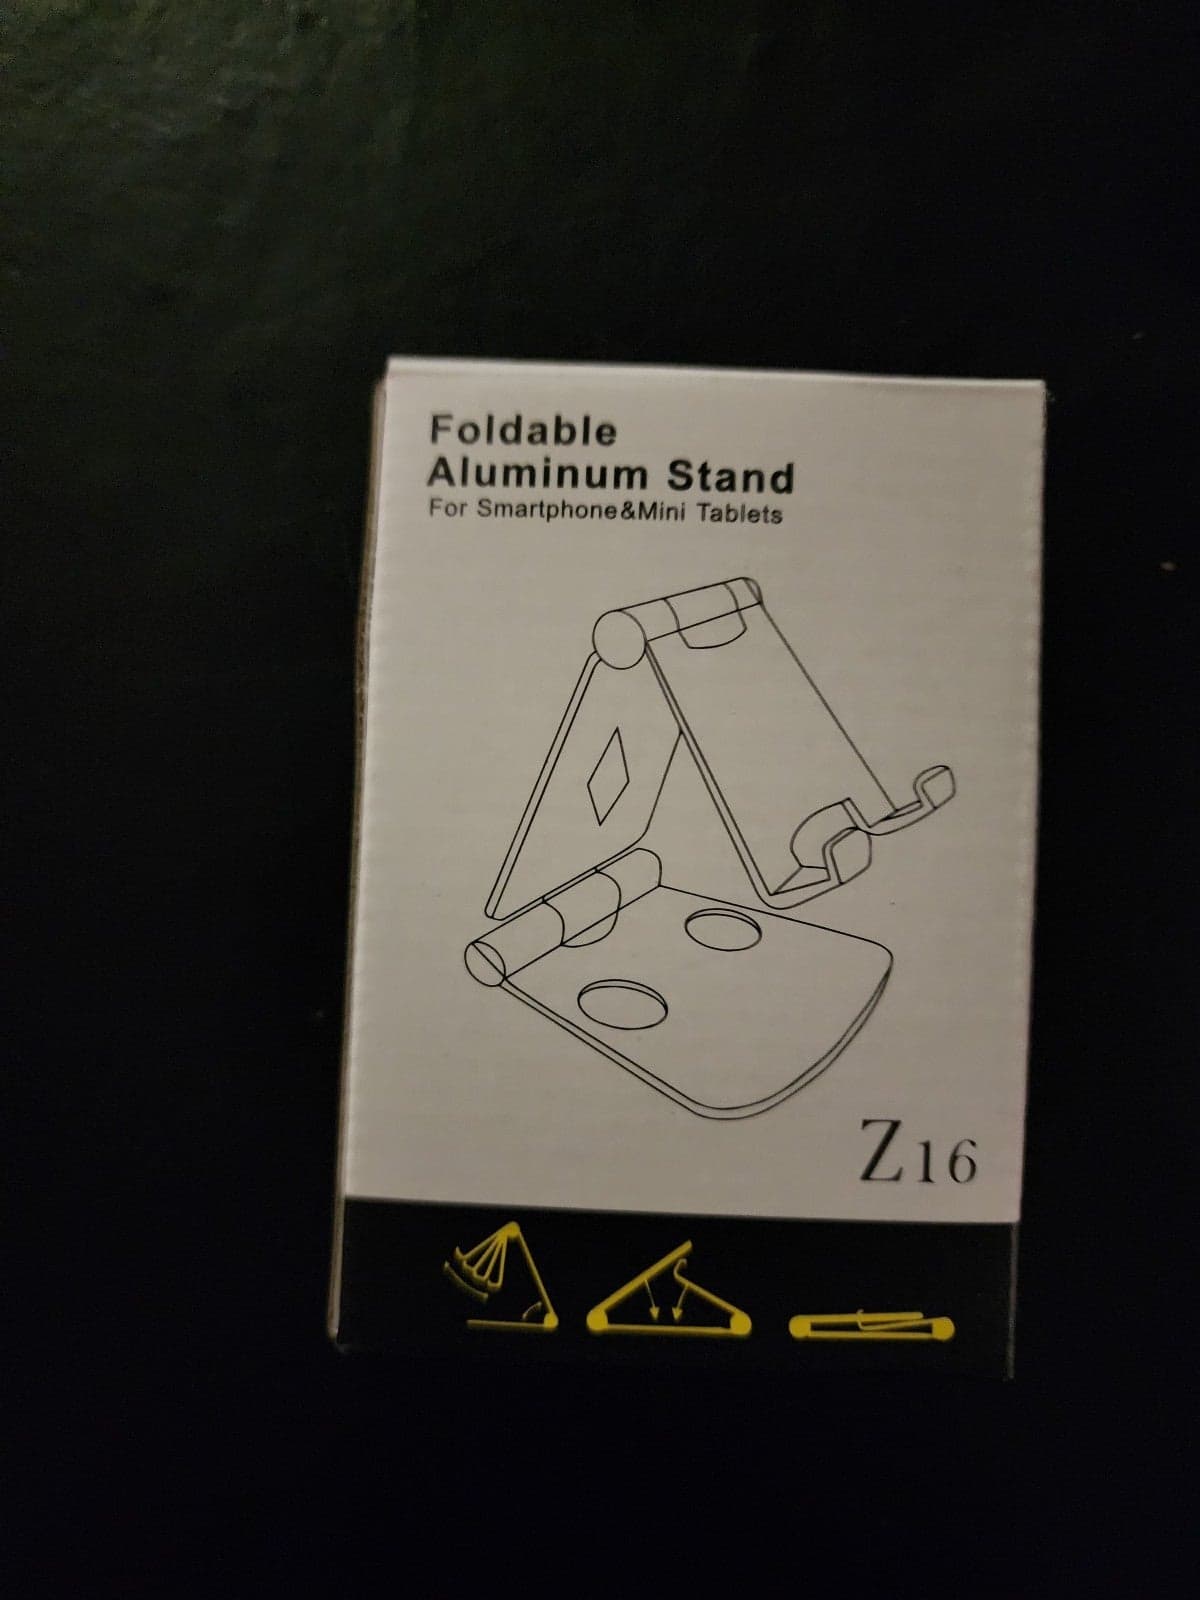 Foldable
Aluminum Stand
For Smartphone&Mini Tablets
Z16